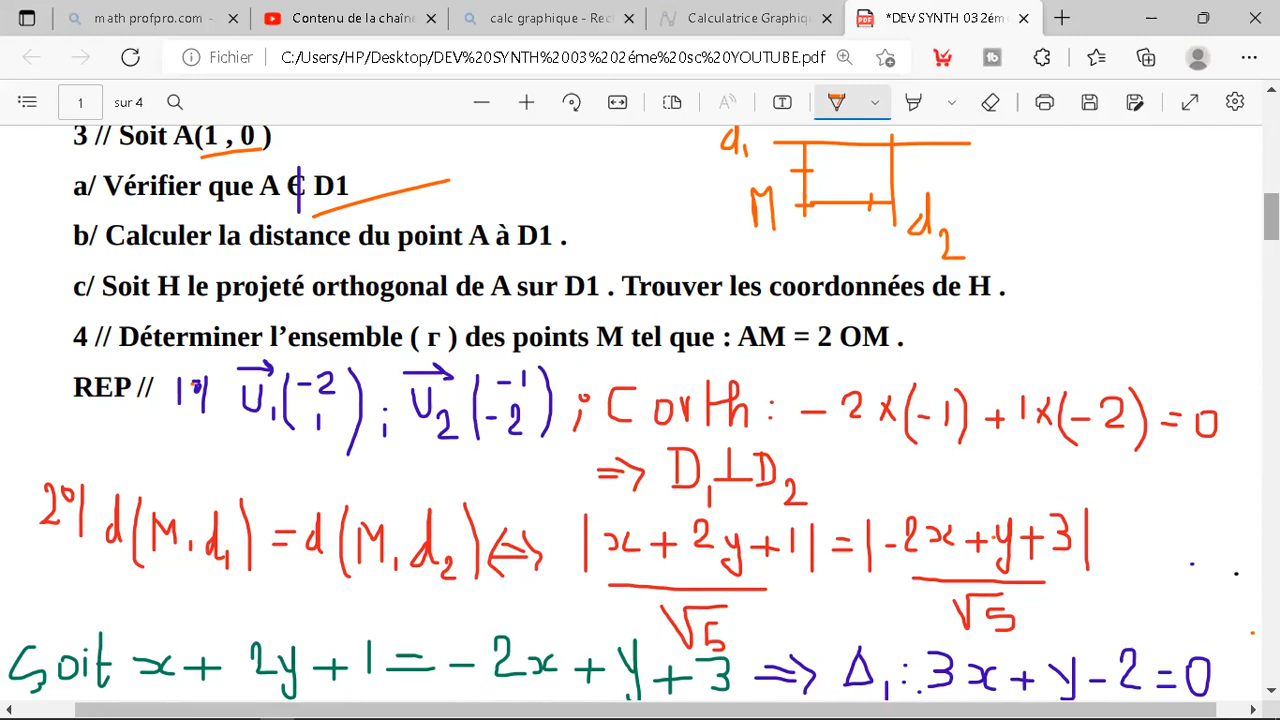 math profpro.com -
Contenu de la chaîne
calc graphique - Rec
Calculatrice Graphiqu
*DEV SYNTH 03 2ém
Fichier
C:/Users/HP/Desktop/DEV%20SYNTH%2003%202éme%20sc%20YOUTUBE.pdf
1 sur 4
3 // Soit A(1 , 0 )
a/ Vérifier que A ∉ D1
b/ Calculer la distance du point A à D1 .
c/ Soit H le projeté orthogonal de A sur D1 . Trouver les coordonnées de H .
4 // Déterminer l'ensemble ( г ) des points M tel que : AM = 2 OM .
d₁
M
d₂
REP // 1°/ U₁(-2 1) ; U₂(-1 -2) ; C orth : -2×(-1) + 1×(-2) = 0
=> D₁⊥D₂
2°/ d(M,d₁) = d(M,d₂) <=> |x + 2y + 1| = |-2x + y + 3|
√5 √5
Soit x + 2y + 1 = -2x + y + 3 => Δ₁ : 3x + y - 2 = 0